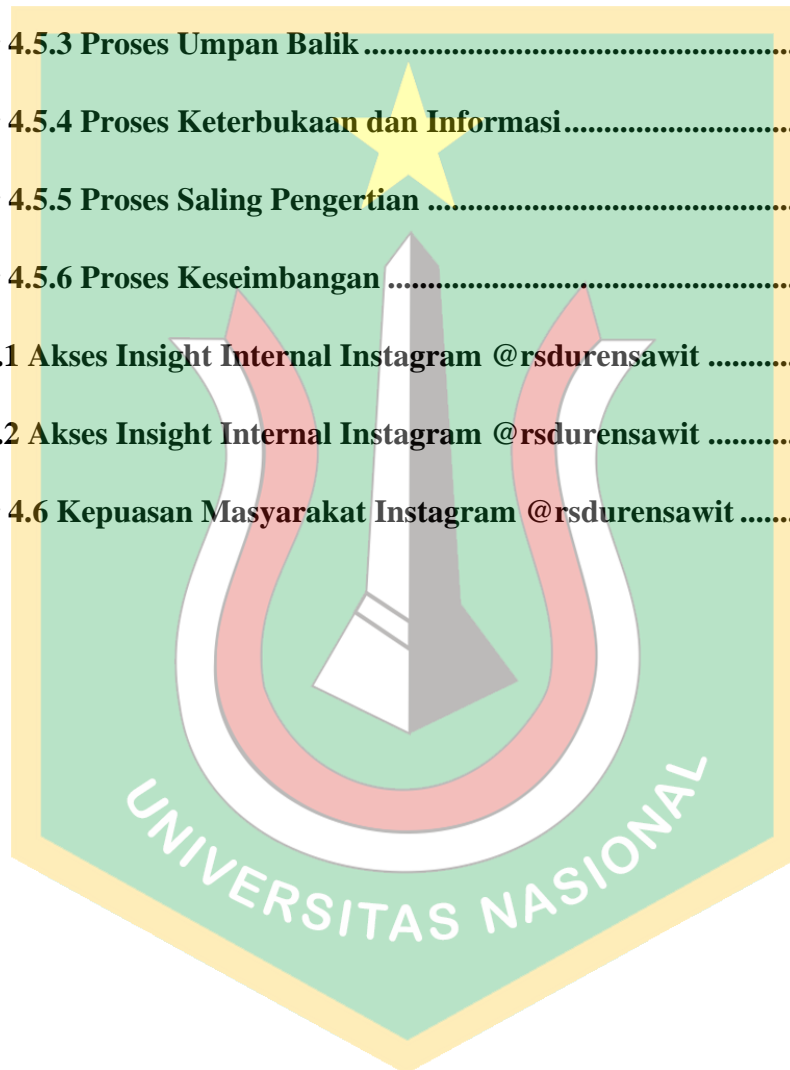 4.5.3 Proses Umpan Balik ........................................................
4.5.4 Proses Keterbukaan dan Informasi.............................
4.5.5 Proses Saling Pengertian ..............................................
4.5.6 Proses Keseimbangan ....................................................
.1 Akses Insight Internal Instagram @rsdurensawit ...........
.2 Akses Insight Internal Instagram @rsdurensawit ...........
4.6 Kepuasan Masyarakat Instagram @rsdurensawit .......
UNIVERSITAS NASIONAL